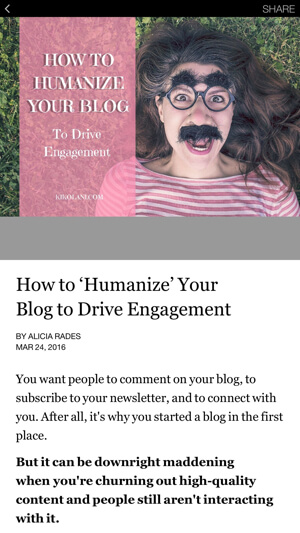 SHARE
HOW TO
HUMANIZE
YOUR BLOG
To Drive
Engagement
KIKOLANI.COM
How to ‘Humanize’ Your
Blog to Drive Engagement
BY ALICIA RADES
MAR 24, 2016
You want people to comment on your blog, to
subscribe to your newsletter, and to connect with
you. After all, it's why you started a blog in the first
place.
But it can be downright maddening
when you're churning out high-quality
content and people still aren't interacting
with it.